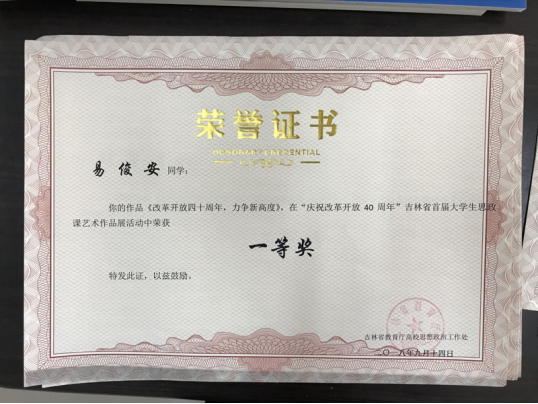 荣誉证书
HONORARY CREDENTIAL
易俊安 同学:
你的作品《改革开放四十周年,力争新高度》,在“庆祝改革开放 40 周年”吉林省首届大学生思政
课艺术作品展活动中荣获
一等奖
特发此证,以兹鼓励。
吉林省教育厅高校思想政治工作处
二〇一八年九月十四日